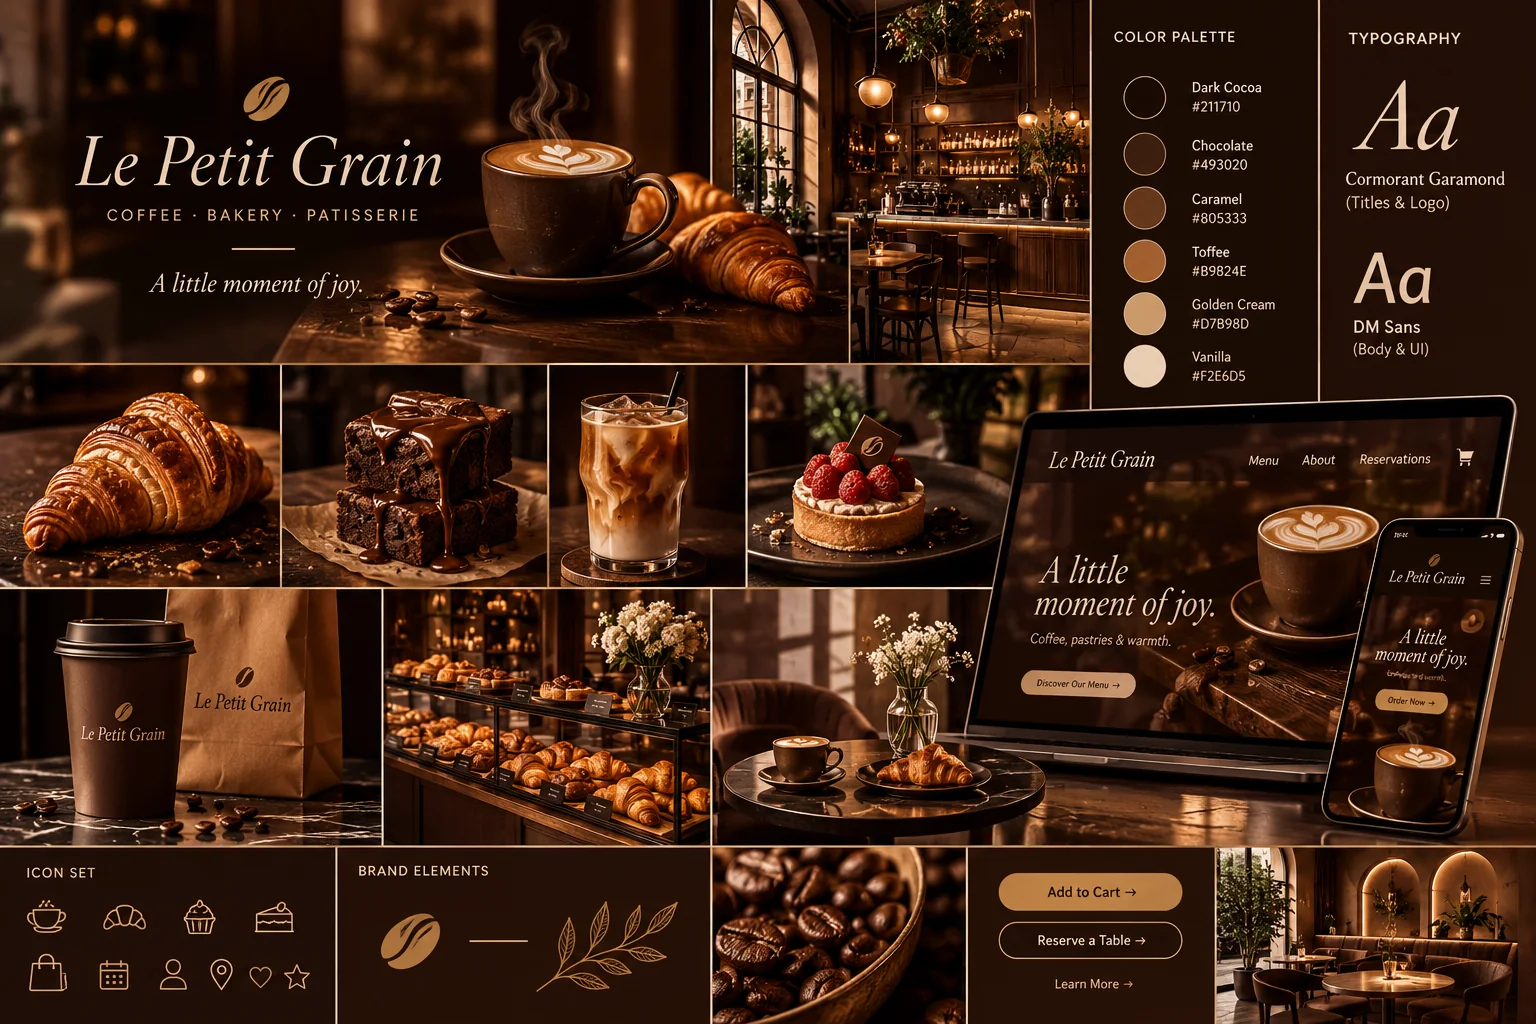 Le Petit Grain
COFFEE · BAKERY · PATISSERIE
A little moment of joy.
COLOR PALETTE
Dark Cocoa
#211710
Chocolate
#493020
Caramel
#805333
Toffee
#B9824E
Golden Cream
#D7B98D
Vanilla
#F2E6D5
TYPOGRAPHY
Aa
Cormorant Garamond
(Titles & Logo)
Aa
DM Sans
(Body & UI)
Le Petit Grain
Menu
About
Reservations
A little
moment of joy.
Coffee, pastries & warmth.
Discover Our Menu →
Le Petit Grain
A little
moment of joy.
Order Now →
Le Petit Grain
Le Petit Grain
ICON SET
BRAND ELEMENTS
Add to Cart →
Reserve a Table →
Learn More →